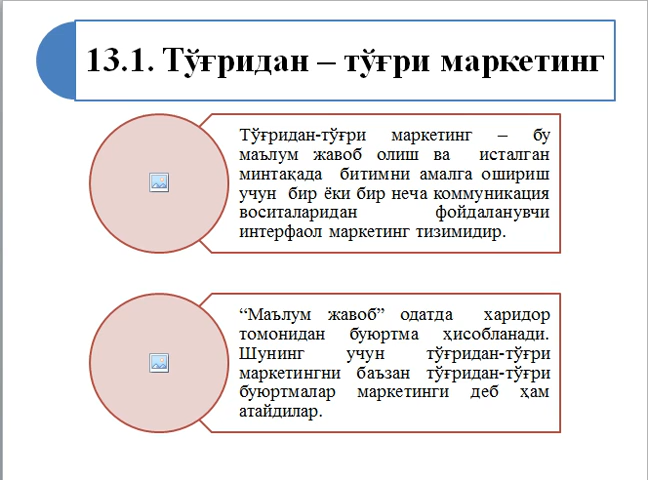 13.1. Тўғридан – тўғри маркетинг
Тўғридан-тўғри маркетинг – бу
маълум жавоб олиш ва исталган
минтақада битимни амалга ошириш
учун бир ёки бир неча коммуникация
воситаларидан фойдаланувчи
интерфаол маркетинг тизимидир.
“Маълум жавоб” одатда харидор
томонидан буюртма ҳисобланади.
Шунинг учун тўғридан-тўғри
маркетингни баъзан тўғридан-тўғри
буюртмалар маркетинги деб ҳам
атайдилар.